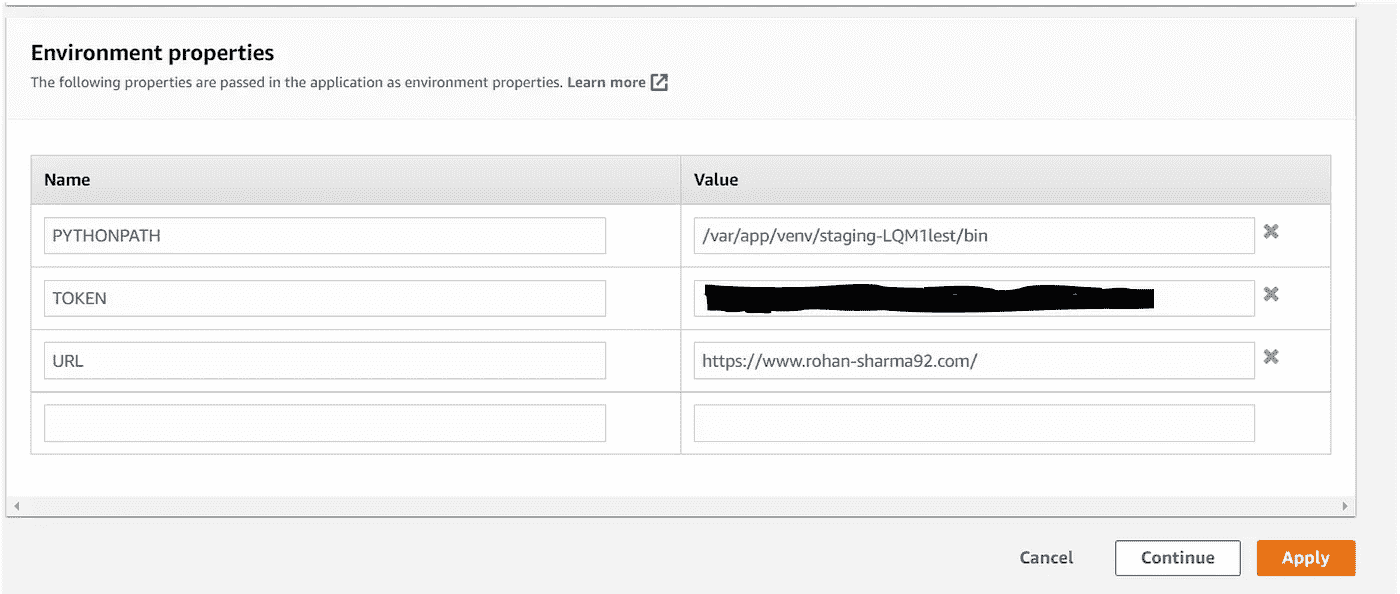 Environment properties
The following properties are passed in the application as environment properties. Learn more
Name Value
PYTHONPATH /var/app/venv/staging-LQM1lest/bin
TOKEN
URL https://www.rohan-sharma92.com/
Cancel Continue Apply